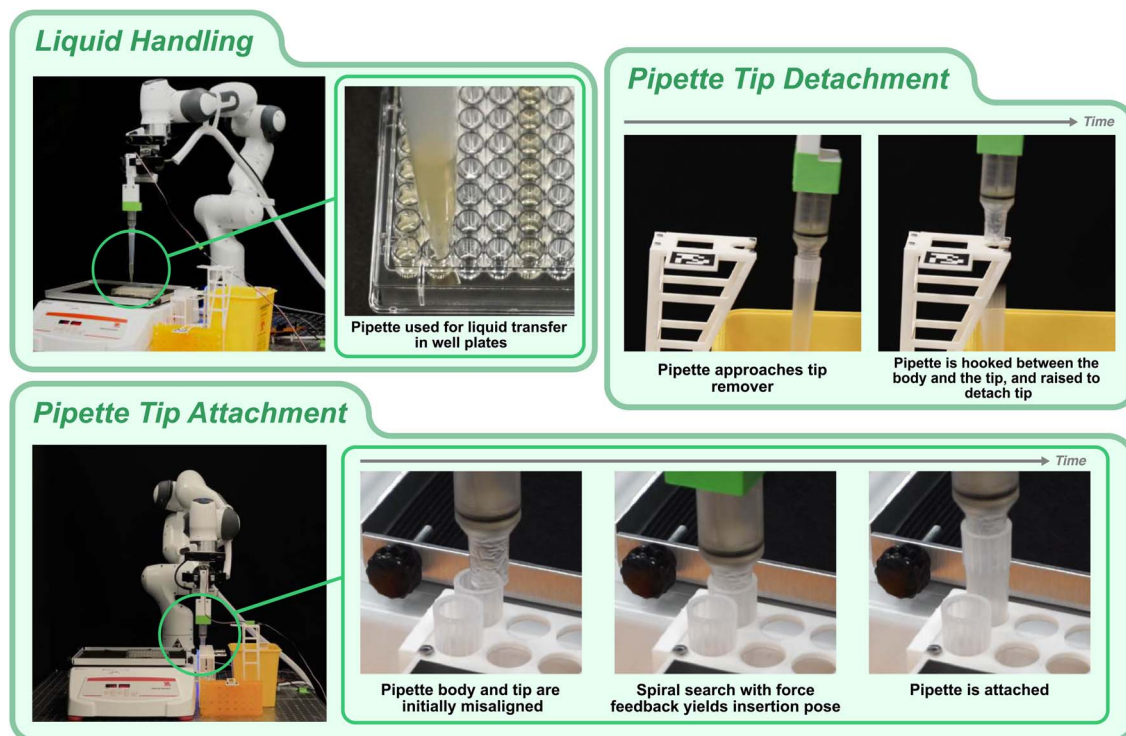 Liquid Handling
Pipette used for liquid transfer
in well plates
Pipette Tip Detachment
Time
Pipette approaches tip
remover
Pipette is hooked between the
body and the tip, and raised to
detach tip
Pipette Tip Attachment
Time
Pipette body and tip are
initially misaligned
Spiral search with force
feedback yields insertion pose
Pipette is attached